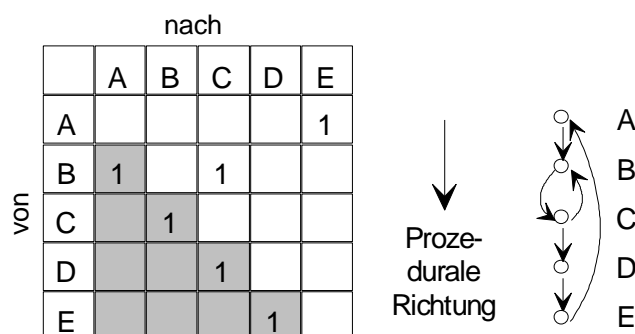 nach
A B C D E
A 1
B 1 1
C 1
D 1
E 1
von
Proze-
durale
Richtung
A
B
C
D
E